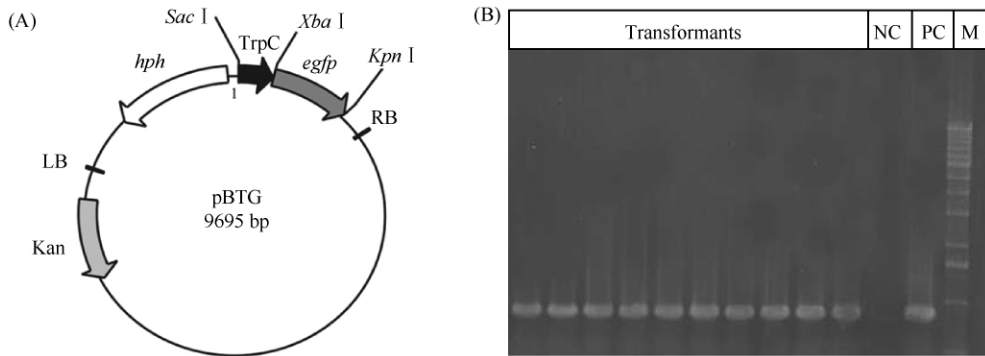 (A)
Sac Ⅰ
Xba Ⅰ
TrpC
hph
egfp
Kpn Ⅰ
1
RB
LB
pBTG
9695 bp
Kan
(B)
Transformants NC PC M